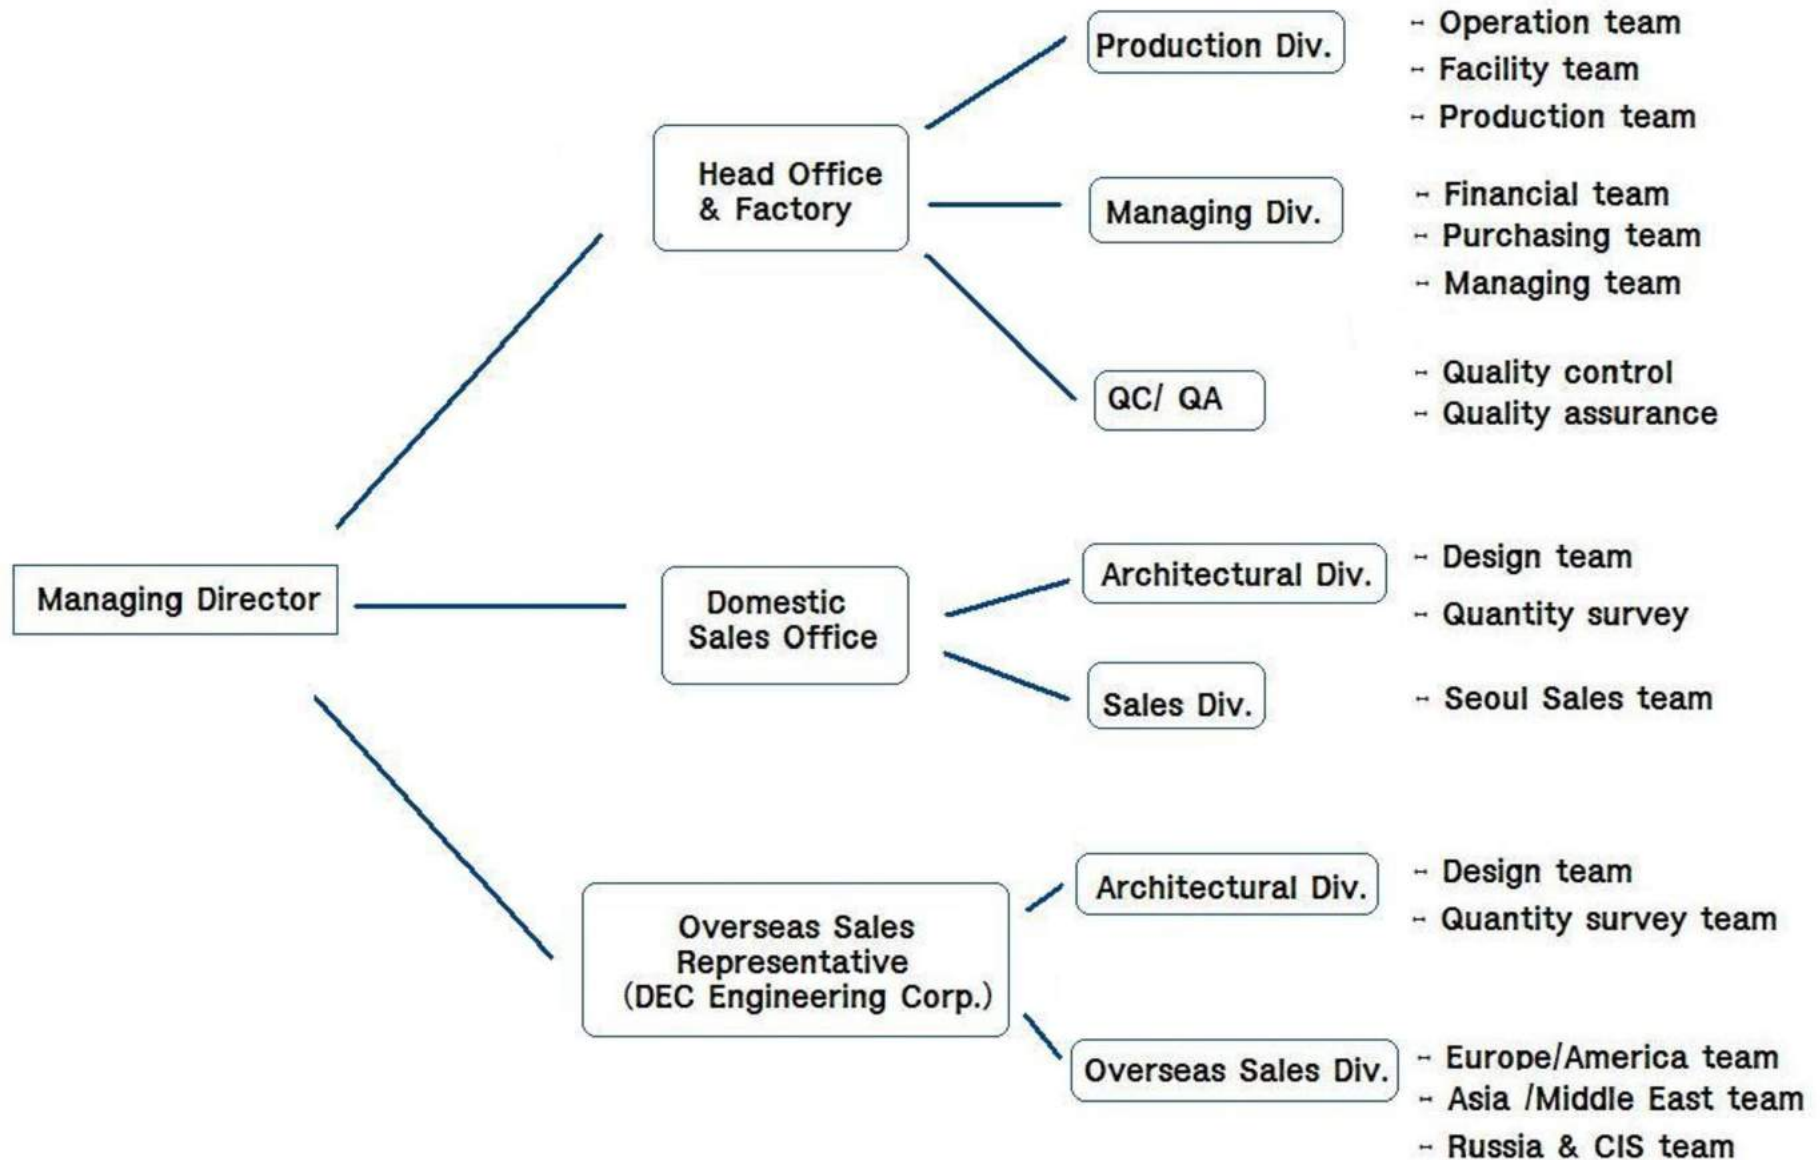 Production Div.
- Operation team
- Facility team
- Production team
Head Office
& Factory
Managing Div.
- Financial team
- Purchasing team
- Managing team
QC/ QA
- Quality control
- Quality assurance
Managing Director
Domestic
Sales Office
Architectural Div.
- Design team
- Quantity survey
Sales Div.
- Seoul Sales team
Overseas Sales
Representative
(DEC Engineering Corp.)
Architectural Div.
- Design team
- Quantity survey team
Overseas Sales Div.
- Europe/America team
- Asia /Middle East team
- Russia & CIS team